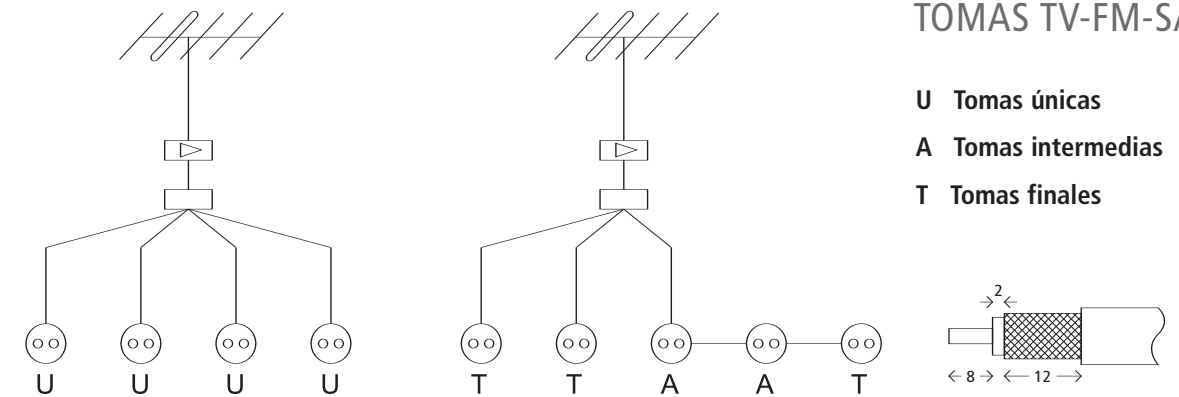 TOMAS TV-FM-SA
U Tomas únicas
A Tomas intermedias
T Tomas finales
2
8
12
U U U U
T T A A T